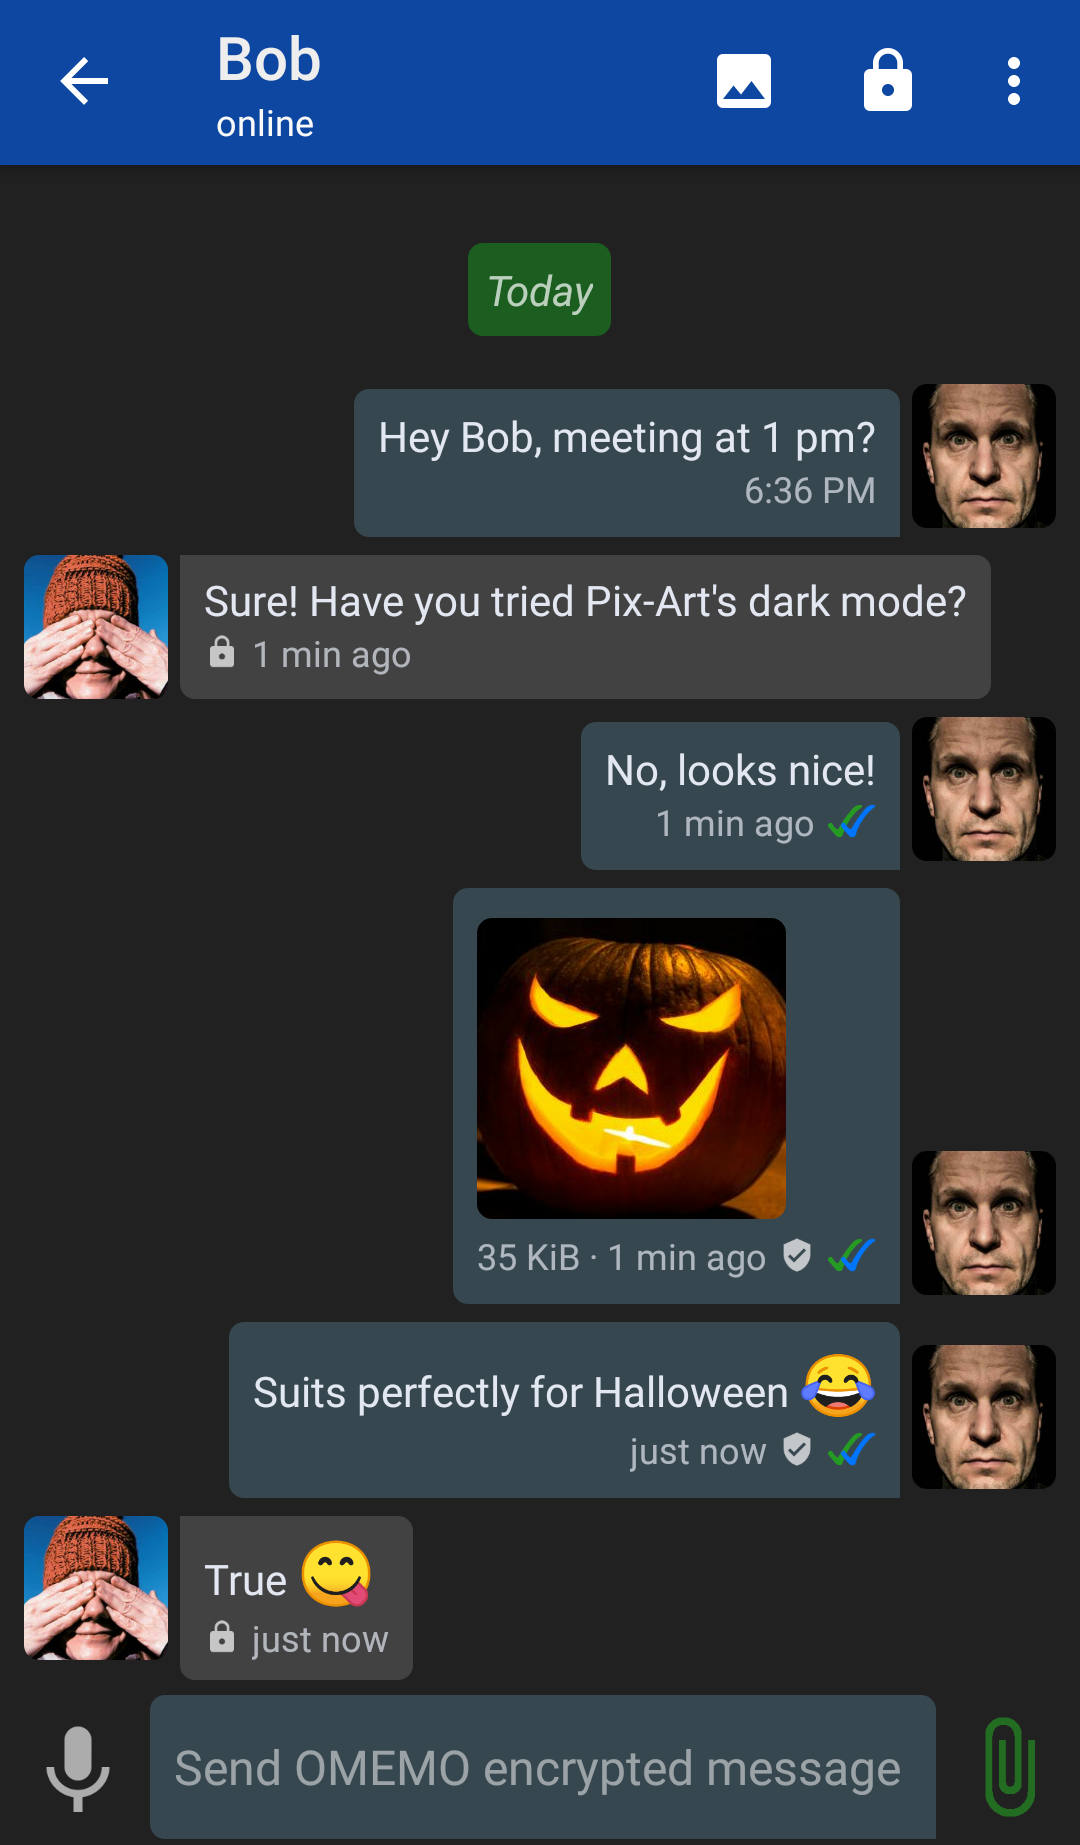 Bob
online
Today
Hey Bob, meeting at 1 pm?
6:36 PM
Sure! Have you tried Pix-Art's dark mode?
1 min ago
No, looks nice!
1 min ago
35 KiB · 1 min ago
Suits perfectly for Halloween 😂
just now
True 😋
just now
Send OMEMO encrypted message